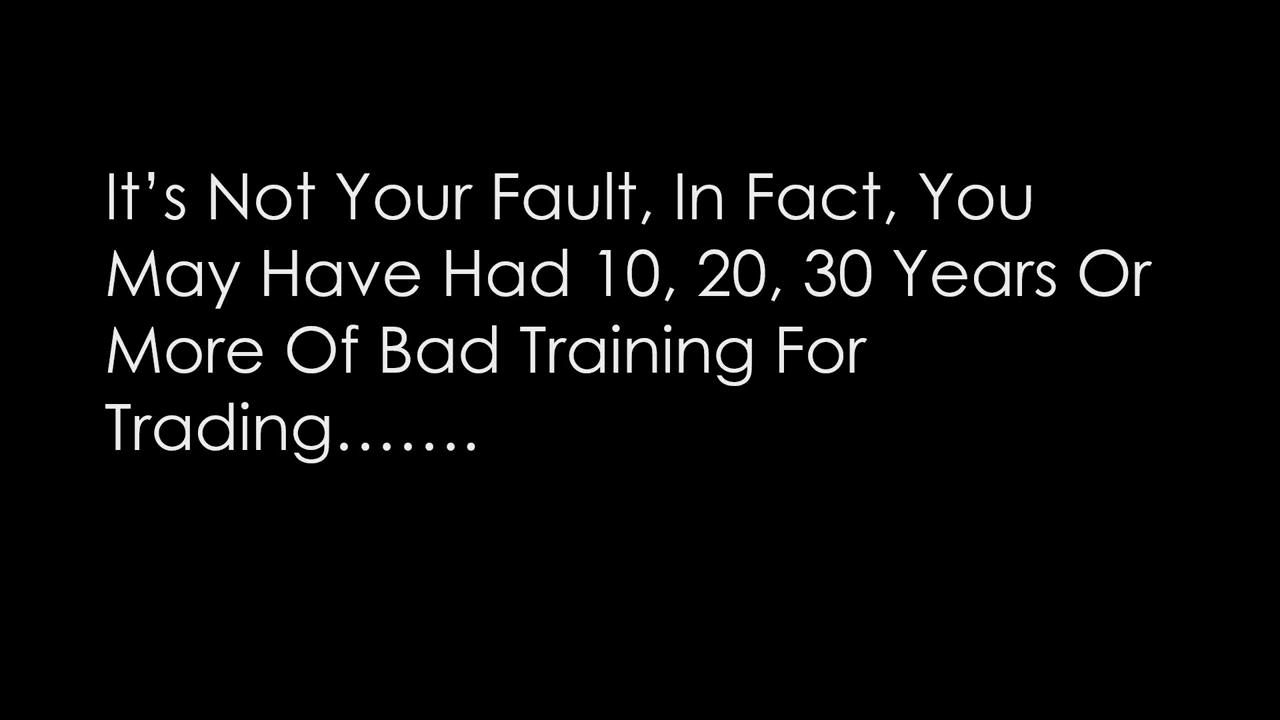 It’s Not Your Fault, In Fact, You
May Have Had 10, 20, 30 Years Or
More Of Bad Training For
Trading…….